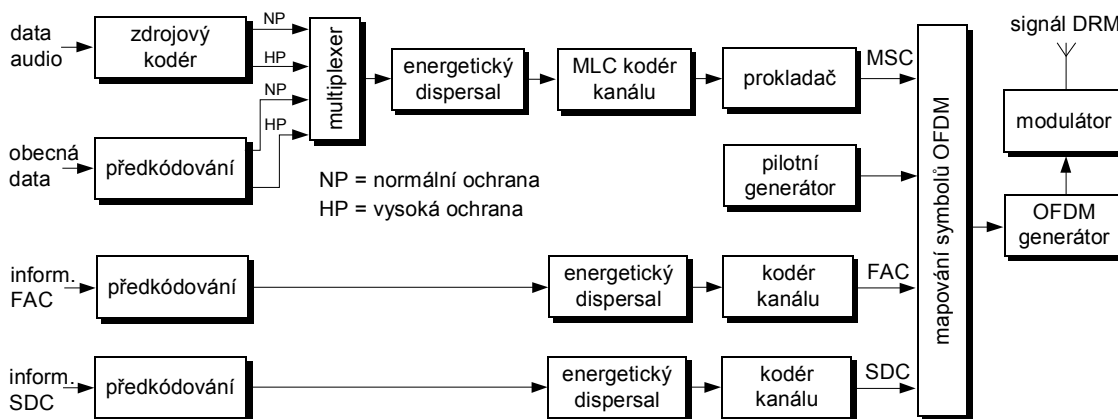 data
audio
zdrojový
kodér
NP
HP
NP
HP
multiplexer
energetický
dispersal
MLC kodér
kanálu
prokladač
MSC
signál DRM
modulátor
obecná
data
předkódování
NP = normální ochrana
HP = vysoká ochrana
pilotní
generátor
mapování symbolů OFDM
OFDM
generátor
inform.
FAC
předkódování
energetický
dispersal
kodér
kanálu
FAC
inform.
SDC
předkódování
energetický
dispersal
kodér
kanálu
SDC